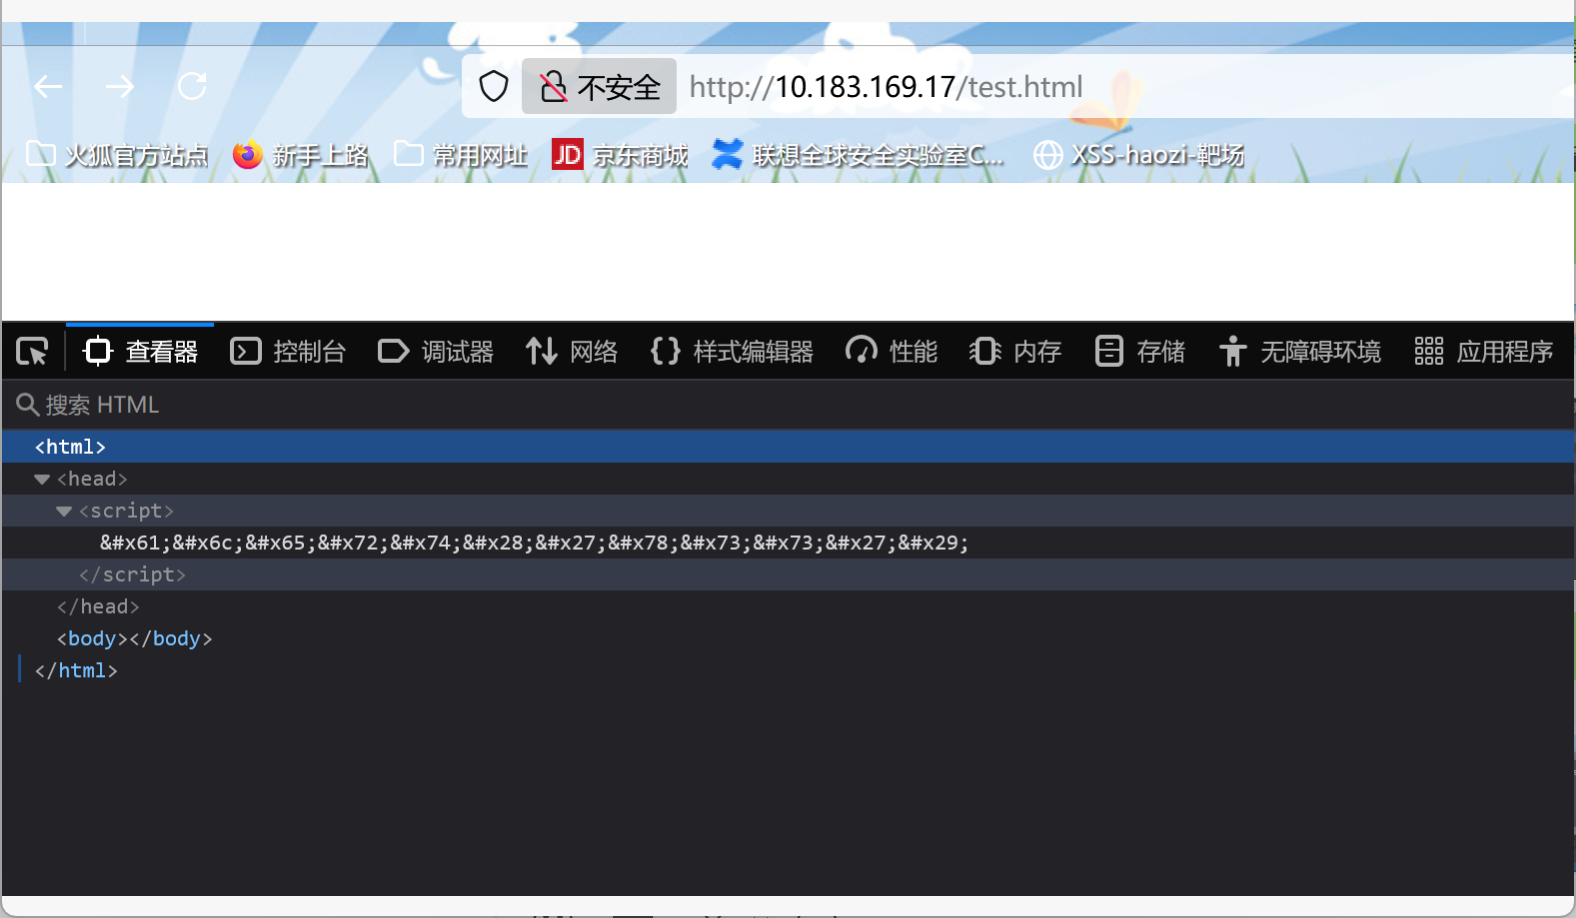 不安全 http://10.183.169.17/test.html
火狐官方站点 新手上路 常用网址 JD 京东商城 联想全球安全实验室C... XSS-haozi-靶场
查看器 控制台 调试器 网络 样式编辑器 性能 内存 存储 无障碍环境 应用程序
搜索 HTML
<html>
<head>
<script>
&#x61;&#x6c;&#x65;&#x72;&#x74;&#x28;&#x27;&#x78;&#x73;&#x73;&#x27;&#x29;
</script>
</head>
<body></body>
</html>